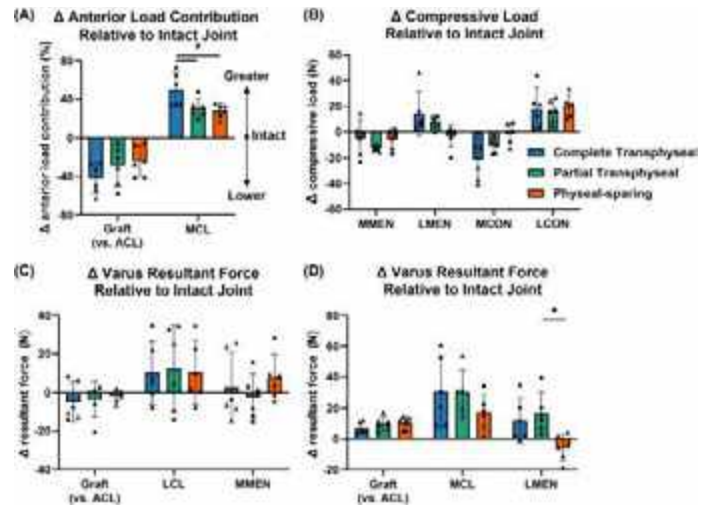 (A) Δ Anterior Load Contribution
Relative to Intact Joint
Δ anterior load contribution (%)
80
40
0
-40
-80
Greater
Intact
Lower
Graft
(vs. ACL)
MCL
(B) Δ Compressive Load
Relative to Intact Joint
Δ compressive load (N)
60
40
20
0
-20
-40
-60
Complete Transphyseal
Partial Transphyseal
Physeal-sparing
MMEN
LMEN
MCON
LCON
(C) Δ Varus Resultant Force
Relative to Intact Joint
Δ resultant force (N)
40
20
0
-20
-40
Graft
(vs. ACL)
LCL
MMEN
(D) Δ Varus Resultant Force
Relative to Intact Joint
Δ resultant force (N)
80
60
40
20
0
-20
Graft
(vs. ACL)
MCL
LMEN